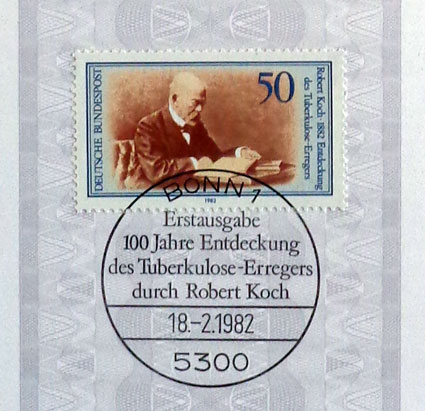 DEUTSCHE BUNDESPOST
50
Robert Koch 1882 Entdeckung
des Tuberkulose-Erregers
1982
BONN 1
Erstausgabe
100 Jahre Entdeckung
des Tuberkulose-Erregers
durch Robert Koch
18.-2.1982
5300